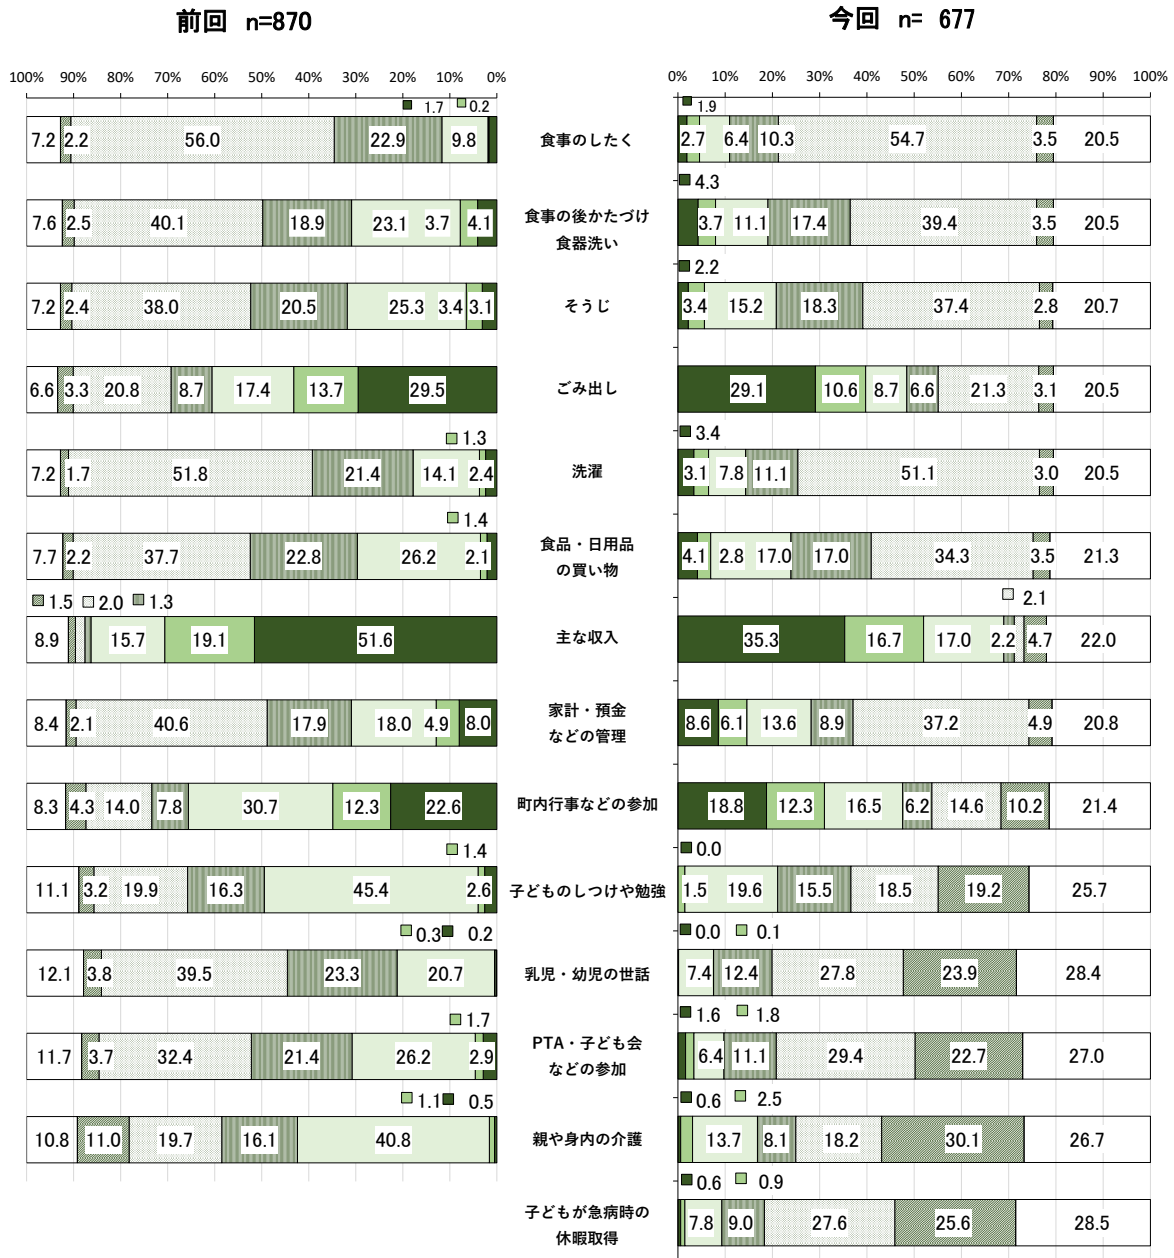 前回 n=870
今回 n= 677
100% 90% 80% 70% 60% 50% 40% 30% 20% 10% 0%
0% 10% 20% 30% 40% 50% 60% 70% 80% 90% 100%
1.7 0.2
1.9
7.2 2.2 56.0 22.9 9.8
食事のしたく
2.7 6.4 10.3 54.7 3.5 20.5
4.3
7.6 2.5 40.1 18.9 23.1 3.7 4.1
食事の後かたづけ
食器洗い
3.7 11.1 17.4 39.4 3.5 20.5
2.2
7.2 2.4 38.0 20.5 25.3 3.4 3.1
そうじ
3.4 15.2 18.3 37.4 2.8 20.7
6.6 3.3 20.8 8.7 17.4 13.7 29.5
ごみ出し
29.1 10.6 8.7 6.6 21.3 3.1 20.5
1.3
3.4
7.2 1.7 51.8 21.4 14.1 2.4
洗濯
3.1 7.8 11.1 51.1 3.0 20.5
1.4
7.7 2.2 37.7 22.8 26.2 2.1
食品・日用品
の買い物
4.1 2.8 17.0 17.0 34.3 3.5 21.3
1.5 2.0 1.3
2.1
8.9 15.7 19.1 51.6
主な収入
35.3 16.7 17.0 2.2 4.7 22.0
8.4 2.1 40.6 17.9 18.0 4.9 8.0
家計・預金
などの管理
8.6 6.1 13.6 8.9 37.2 4.9 20.8
8.3 4.3 14.0 7.8 30.7 12.3 22.6
町内行事などの参加
18.8 12.3 16.5 6.2 14.6 10.2 21.4
1.4
0.0
11.1 3.2 19.9 16.3 45.4 2.6
子どものしつけや勉強
1.5 19.6 15.5 18.5 19.2 25.7
0.3 0.2
0.0 0.1
12.1 3.8 39.5 23.3 20.7
乳児・幼児の世話
7.4 12.4 27.8 23.9 28.4
1.7
1.6 1.8
11.7 3.7 32.4 21.4 26.2 2.9
PTA・子ども会
などの参加
6.4 11.1 29.4 22.7 27.0
1.1 0.5
0.6 2.5
10.8 11.0 19.7 16.1 40.8
親や身内の介護
13.7 8.1 18.2 30.1 26.7
0.6 0.9
子どもが急病時の
休暇取得
7.8 9.0 27.6 25.6 28.5